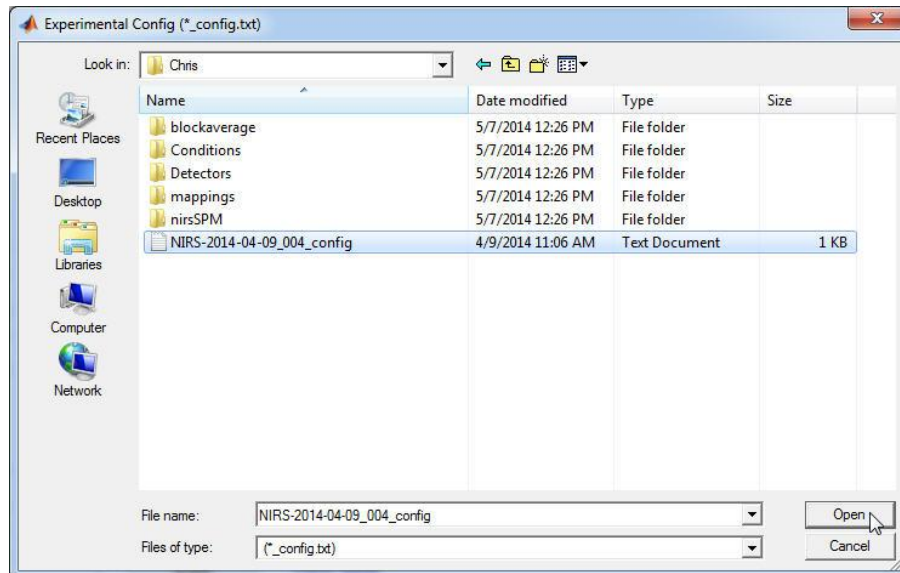 Experimental Config (*_config.txt)
Look in: Chris
Name Date modified Type Size
Recent Places
Desktop
Libraries
Computer
Network
blockaverage 5/7/2014 12:26 PM File folder
Conditions 5/7/2014 12:26 PM File folder
Detectors 5/7/2014 12:26 PM File folder
mappings 5/7/2014 12:26 PM File folder
nirsSPM 5/7/2014 12:26 PM File folder
NIRS-2014-04-09_004_config 4/9/2014 11:06 AM Text Document 1 KB
File name: NIRS-2014-04-09_004_config Open
Files of type: (*_config.txt) Cancel